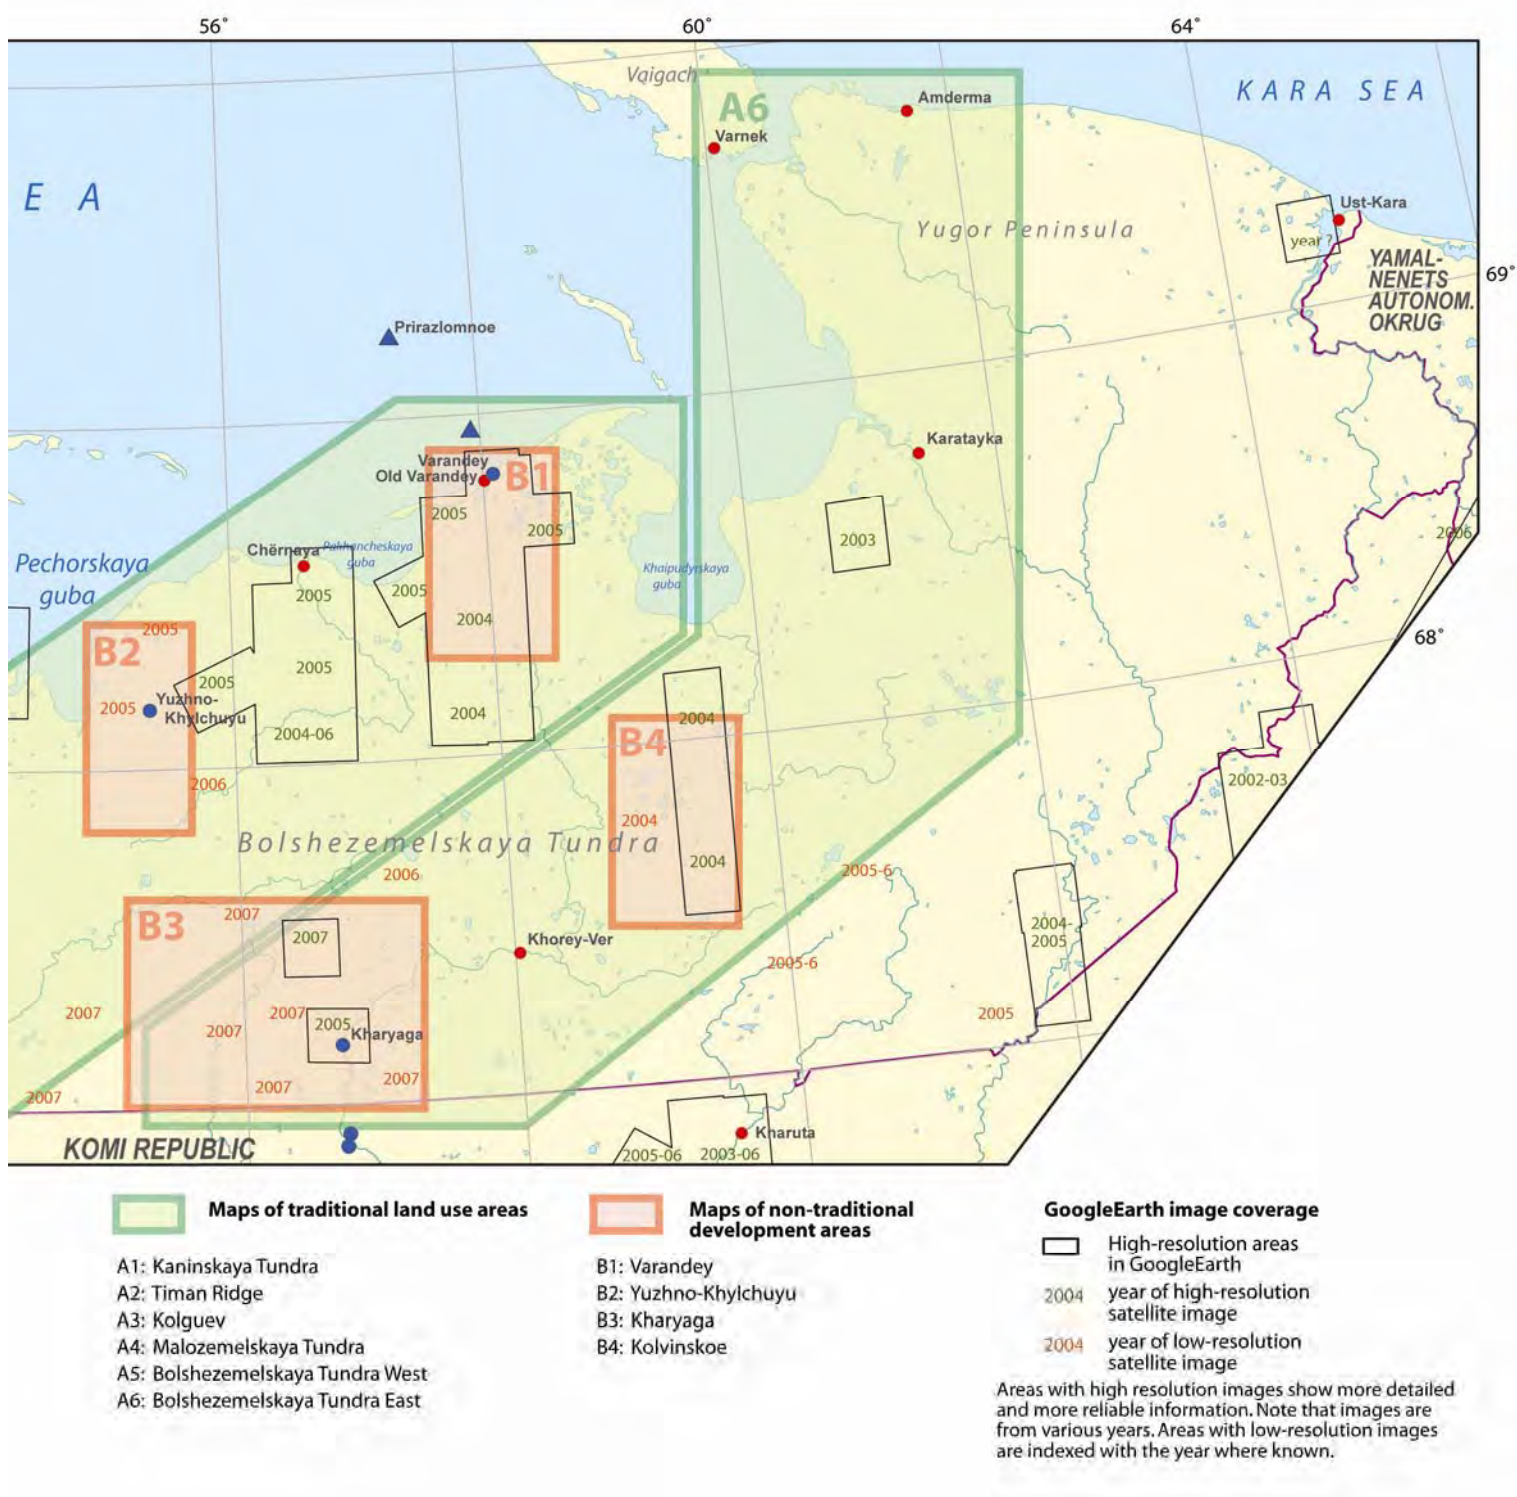 56°
60°
64°
Vaigach
A6
Amderma
KARA SEA
Varnek
E A
Ust-Kara
Yugor Peninsula
year ?
YAMAL-
NENETS
AUTONOM.
OKRUG
69°
Prirazlomnoe
Karatayka
Varandey
Old Varandey
B1
2005
2005
2003
2006
Chërnaya
Pakhancheskaya
guba
Pechorskaya
guba
Khaipudyrskaya
guba
2005
2005
2004
2005
B2
68°
2005
2005
2005
Yuzhno-
Khylchuyu
2004
2004
2004-06
B4
2006
2002-03
2004
Bolshezemelskaya Tundra
2004
2006
2005-6
B3
2007
2007
2004-
2005
Khorey-Ver
2005-6
2007
2007
2007
2005
2005
Kharyaga
2007
2007
2007
KOMI REPUBLIC
Kharuta
2005-06
2003-06
Maps of traditional land use areas
A1: Kaninskaya Tundra
A2: Timan Ridge
A3: Kolguev
A4: Malozemelskaya Tundra
A5: Bolshezemelskaya Tundra West
A6: Bolshezemelskaya Tundra East
Maps of non-traditional
development areas
B1: Varandey
B2: Yuzhno-Khylchuyu
B3: Kharyaga
B4: Kolvinskoe
GoogleEarth image coverage
High-resolution areas
in GoogleEarth
2004 year of high-resolution
satellite image
2004 year of low-resolution
satellite image
Areas with high resolution images show more detailed
and more reliable information. Note that images are
from various years. Areas with low-resolution images
are indexed with the year where known.